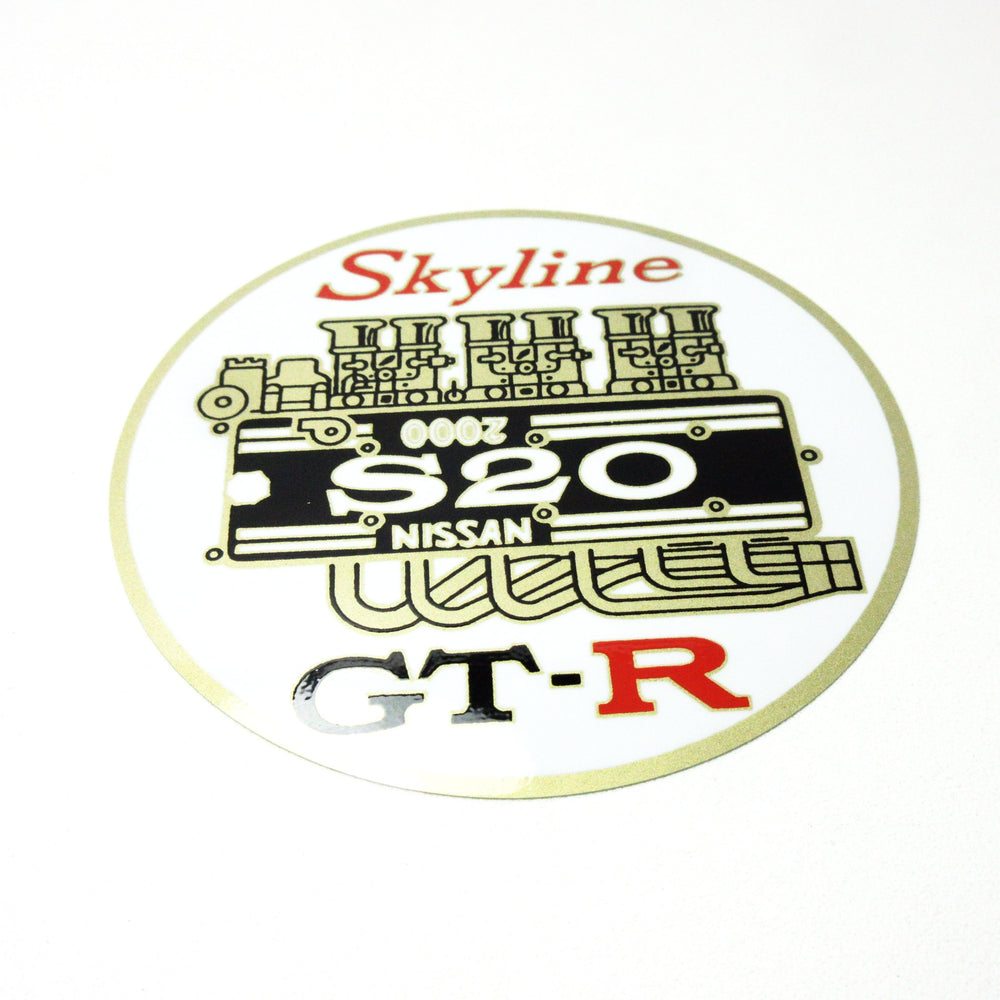 Skyline
2000
S20
NISSAN
GT-R